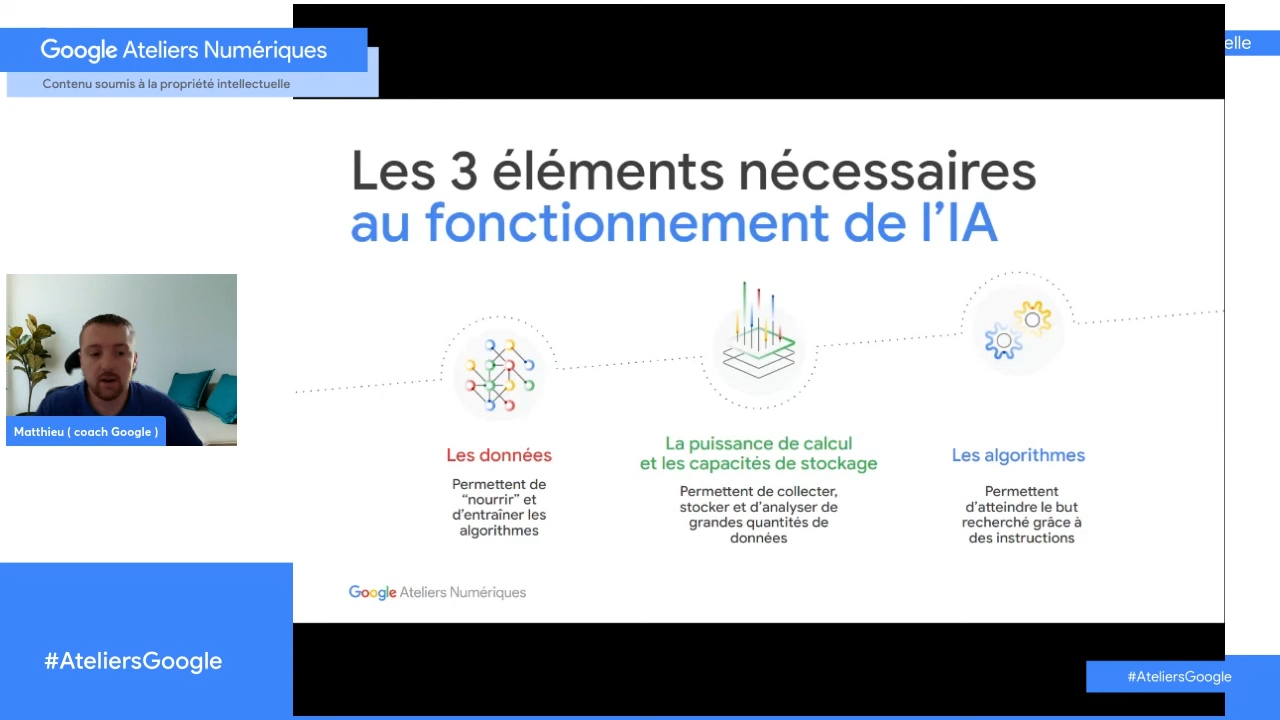 Google Ateliers Numériques
Contenu soumis à la propriété intellectuelle
elle
Les 3 éléments nécessaires
au fonctionnement de l’IA
Matthieu ( coach Google )
Les données
Permettent de
“nourrir” et
d’entraîner les
algorithmes
La puissance de calcul
et les capacités de stockage
Permettent de collecter,
stocker et d’analyser de
grandes quantités de
données
Les algorithmes
Permettent
d’atteindre le but
recherché grâce à
des instructions
Google Ateliers Numériques
#AteliersGoogle
#AteliersGoogle